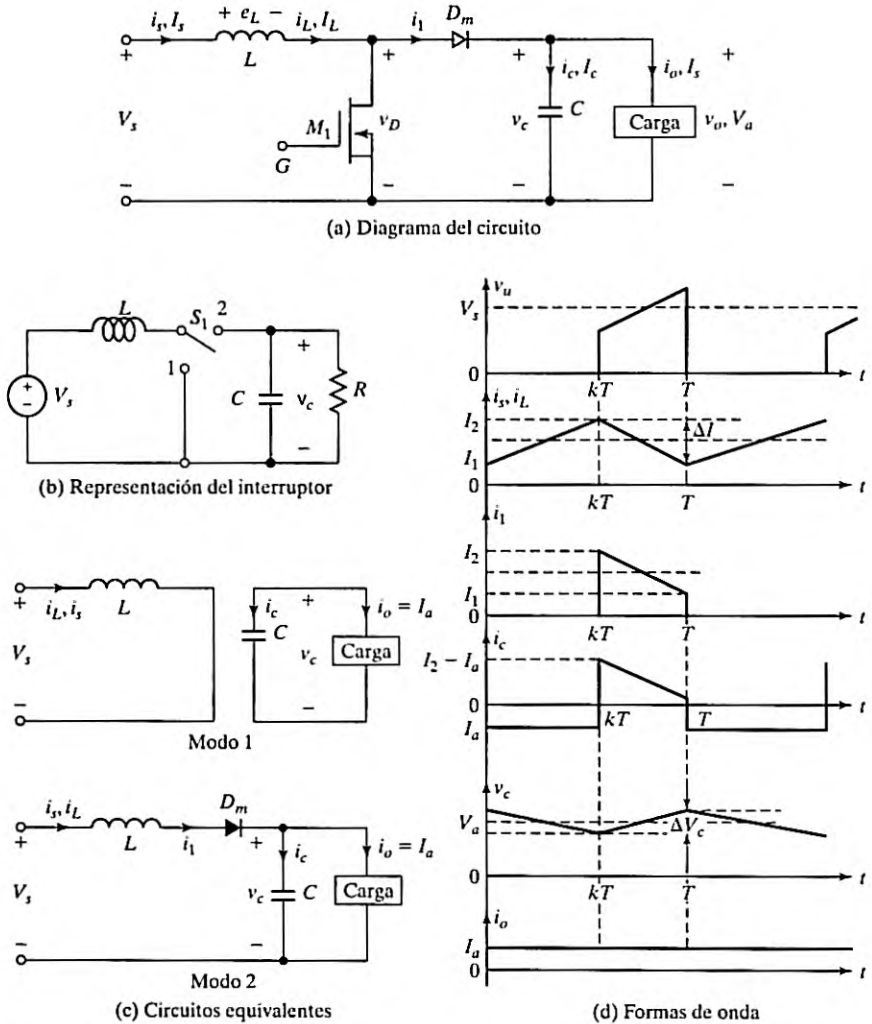 + e_L −
i_s, I_s
i_L, I_L
i_1
D_m
+
L
+
+
i_c, I_c
i_o, I_s
+
V_s
M_1
v_D
v_c
C
Carga
v_o, V_a
G
−
−
−
−
(a) Diagrama del circuito
L
S_1
2
1
+
−
V_s
C
+
v_c
−
R
(b) Representación del interruptor
+
i_L, i_s
L
V_s
−
i_c
C
+
v_c
−
i_o = I_a
Carga
Modo 1
i_s, i_L
D_m
+
L
i_1
+
i_c
i_o = I_a
V_s
v_c
C
Carga
−
−
Modo 2
(c) Circuitos equivalentes
v_u
V_s
0
kT
T
t
i_s, i_L
I_2
ΔI
I_1
0
kT
T
t
i_1
I_2
I_1
0
kT
T
t
i_c
I_2 − I_a
0
kT
T
t
I_a
v_c
V_a
ΔV_c
0
kT
T
t
i_o
I_a
0
t
(d) Formas de onda